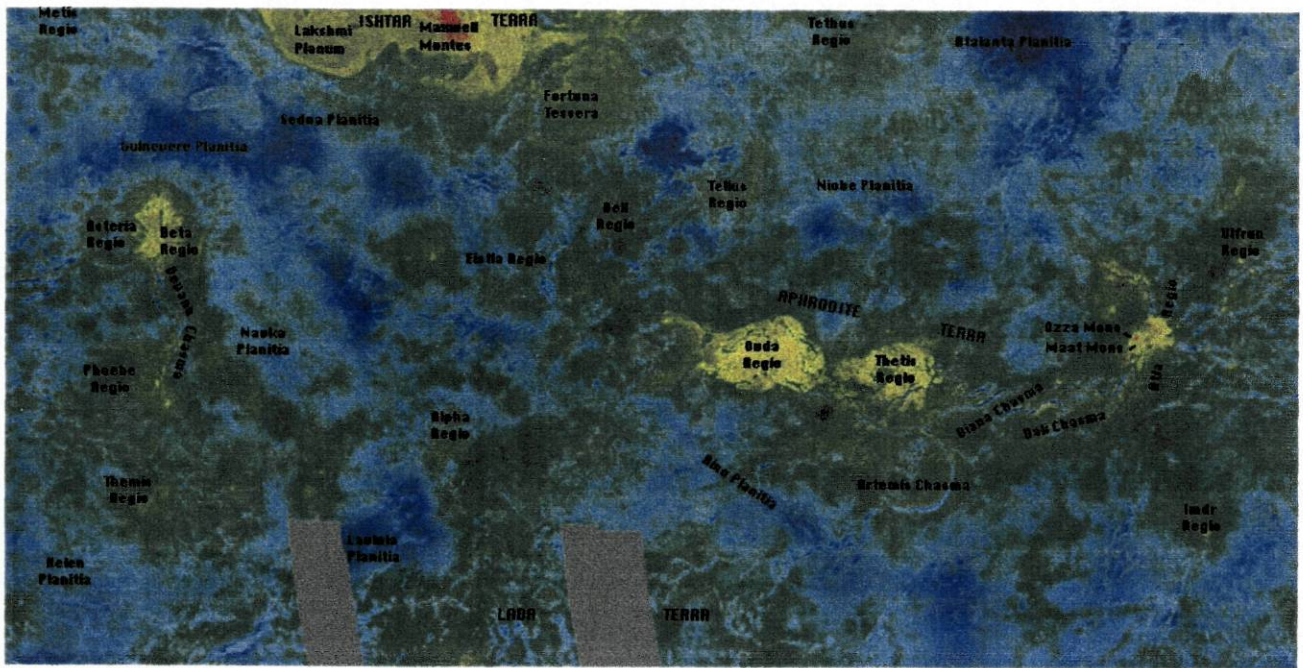 Metis
Regio
ISHTAR TERRA
Lakshmi
Planum
Maxwell
Montes
Tethus
Regio
Atalanta Planitia
Fortuna
Tessera
Sedna Planitia
Guinevere Planitia
Tellus
Regio
Niobe Planitia
Bell
Regio
Asteria
Regio
Beta
Regio
Ulfrun
Regio
Eistla Regio
Devana Chasma
APHRODITE TERRA
Navka
Planitia
Ozza Mons
Maat Mons
Atla Regio
Ovda
Regio
Thetis
Regio
Phoebe
Regio
Alpha
Regio
Diana Chasma
Dali Chasma
Aino Planitia
Artemis Chasma
Themis
Regio
Imdr
Regio
Lavinia
Planitia
Helen
Planitia
LADA TERRA